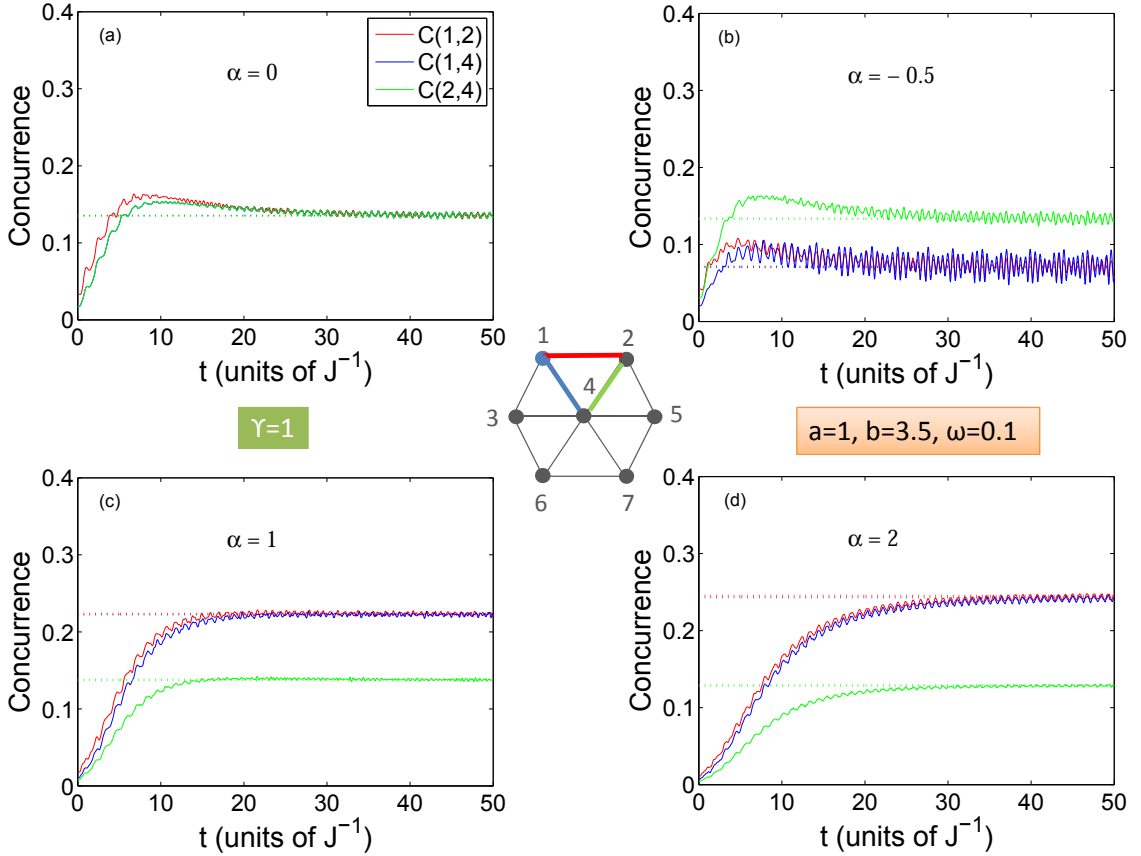 (a)
α = 0
C(1,2)
C(1,4)
C(2,4)
Concurrence
0.4
0.3
0.2
0.1
0
0 10 20 30 40 50
t (units of J⁻¹)
(b)
α = − 0.5
Concurrence
0.4
0.3
0.2
0.1
0
0 10 20 30 40 50
t (units of J⁻¹)
1 2
4
3 5
6 7
ϒ=1
a=1, b=3.5, ω=0.1
(c)
α = 1
Concurrence
0.4
0.3
0.2
0.1
0
0 10 20 30 40 50
t (units of J⁻¹)
(d)
α = 2
Concurrence
0.4
0.3
0.2
0.1
0
0 10 20 30 40 50
t (units of J⁻¹)